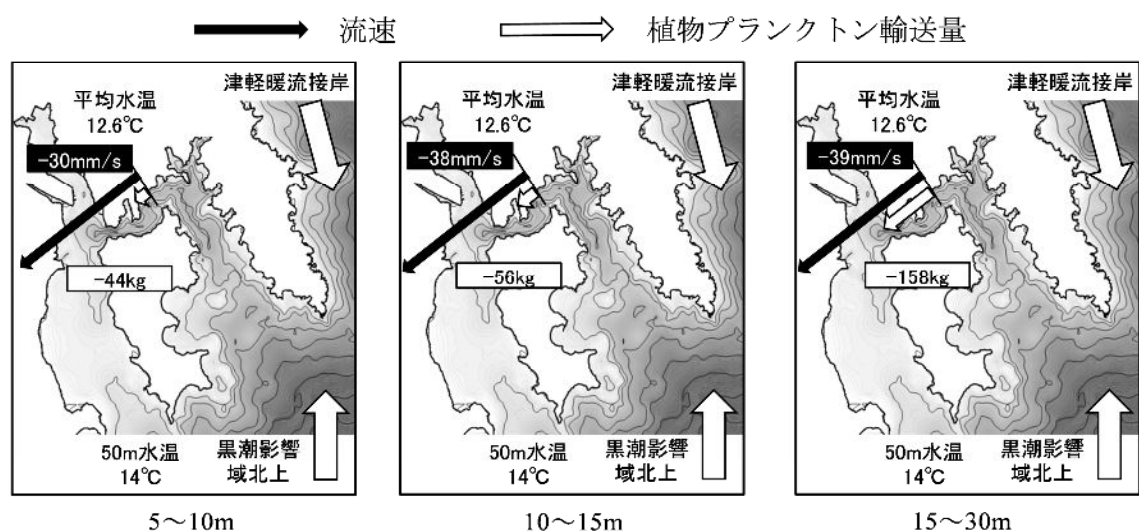 流速
植物プランクトン輸送量
津軽暖流接岸
平均水温
12.6℃
-30mm/s
-44kg
50m水温
14℃
黒潮影響
域北上
5～10m
津軽暖流接岸
平均水温
12.6℃
-38mm/s
-56kg
50m水温
14℃
黒潮影響
域北上
10～15m
津軽暖流接岸
平均水温
12.6℃
-39mm/s
-158kg
50m水温
14℃
黒潮影響
域北上
15～30m